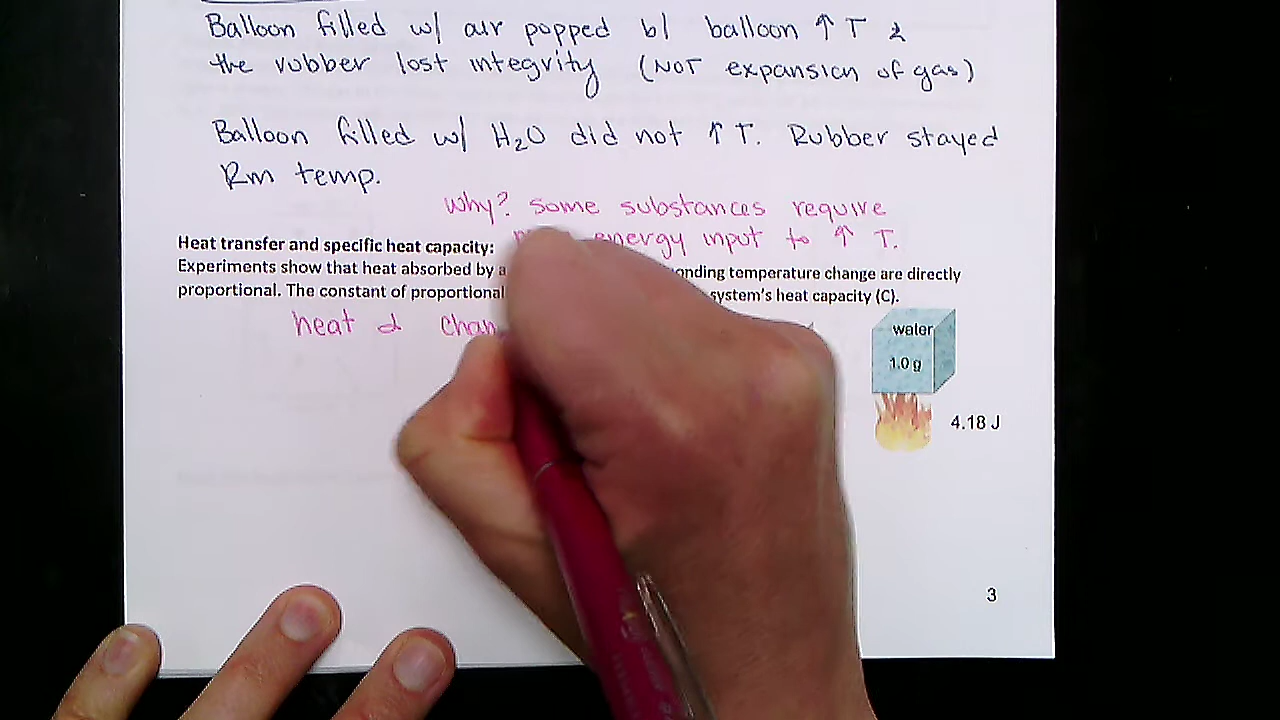 Balloon filled w/ air popped b/ balloon ↑ T &
the rubber lost integrity (NOT expansion of gas)
Balloon filled w/ H₂O did not ↑ T. Rubber stayed
Rm temp.
Why? some substances require
energy input to ↑ T.
Heat transfer and specific heat capacity:
Experiments show that heat absorbed by a onding temperature change are directly
proportional. The constant of proportional system's heat capacity (C).
heat & chan
water
1.0 g
4.18 J
3